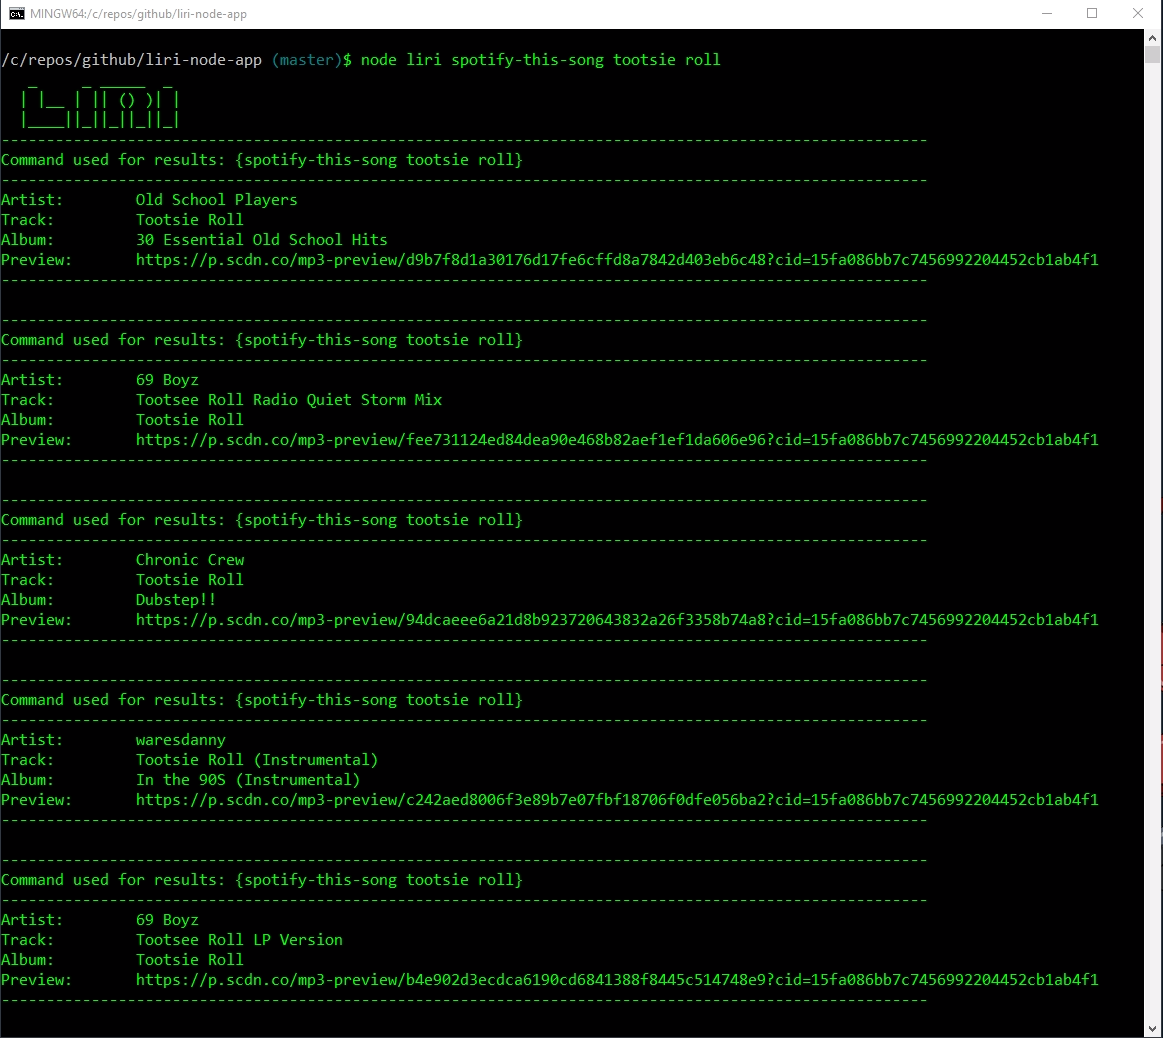 MINGW64:/c/repos/github/liri-node-app
/c/repos/github/liri-node-app (master)$ node liri spotify-this-song tootsie roll
LIRI
-------------------------------------------------------------------------------------------------------
Command used for results: {spotify-this-song tootsie roll}
-------------------------------------------------------------------------------------------------------
Artist: Old School Players
Track: Tootsie Roll
Album: 30 Essential Old School Hits
Preview: https://p.scdn.co/mp3-preview/d9b7f8d1a30176d17fe6cffd8a7842d403eb6c48?cid=15fa086bb7c7456992204452cb1ab4f1
-------------------------------------------------------------------------------------------------------
-------------------------------------------------------------------------------------------------------
Command used for results: {spotify-this-song tootsie roll}
-------------------------------------------------------------------------------------------------------
Artist: 69 Boyz
Track: Tootsee Roll Radio Quiet Storm Mix
Album: Tootsie Roll
Preview: https://p.scdn.co/mp3-preview/fee731124ed84dea90e468b82aef1ef1da606e96?cid=15fa086bb7c7456992204452cb1ab4f1
-------------------------------------------------------------------------------------------------------
-------------------------------------------------------------------------------------------------------
Command used for results: {spotify-this-song tootsie roll}
-------------------------------------------------------------------------------------------------------
Artist: Chronic Crew
Track: Tootsie Roll
Album: Dubstep!!
Preview: https://p.scdn.co/mp3-preview/94dcaeee6a21d8b923720643832a26f3358b74a8?cid=15fa086bb7c7456992204452cb1ab4f1
-------------------------------------------------------------------------------------------------------
-------------------------------------------------------------------------------------------------------
Command used for results: {spotify-this-song tootsie roll}
-------------------------------------------------------------------------------------------------------
Artist: waresdanny
Track: Tootsie Roll (Instrumental)
Album: In the 90S (Instrumental)
Preview: https://p.scdn.co/mp3-preview/c242aed8006f3e89b7e07fbf18706f0dfe056ba2?cid=15fa086bb7c7456992204452cb1ab4f1
-------------------------------------------------------------------------------------------------------
-------------------------------------------------------------------------------------------------------
Command used for results: {spotify-this-song tootsie roll}
-------------------------------------------------------------------------------------------------------
Artist: 69 Boyz
Track: Tootsee Roll LP Version
Album: Tootsie Roll
Preview: https://p.scdn.co/mp3-preview/b4e902d3ecdca6190cd6841388f8445c514748e9?cid=15fa086bb7c7456992204452cb1ab4f1
-------------------------------------------------------------------------------------------------------